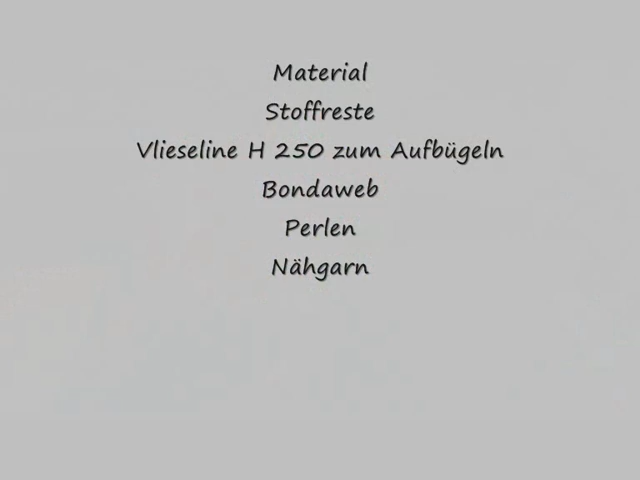 Material
Stoffreste
Vlieseline H 250 zum Aufbügeln
Bondaweb
Perlen
Nähgarn